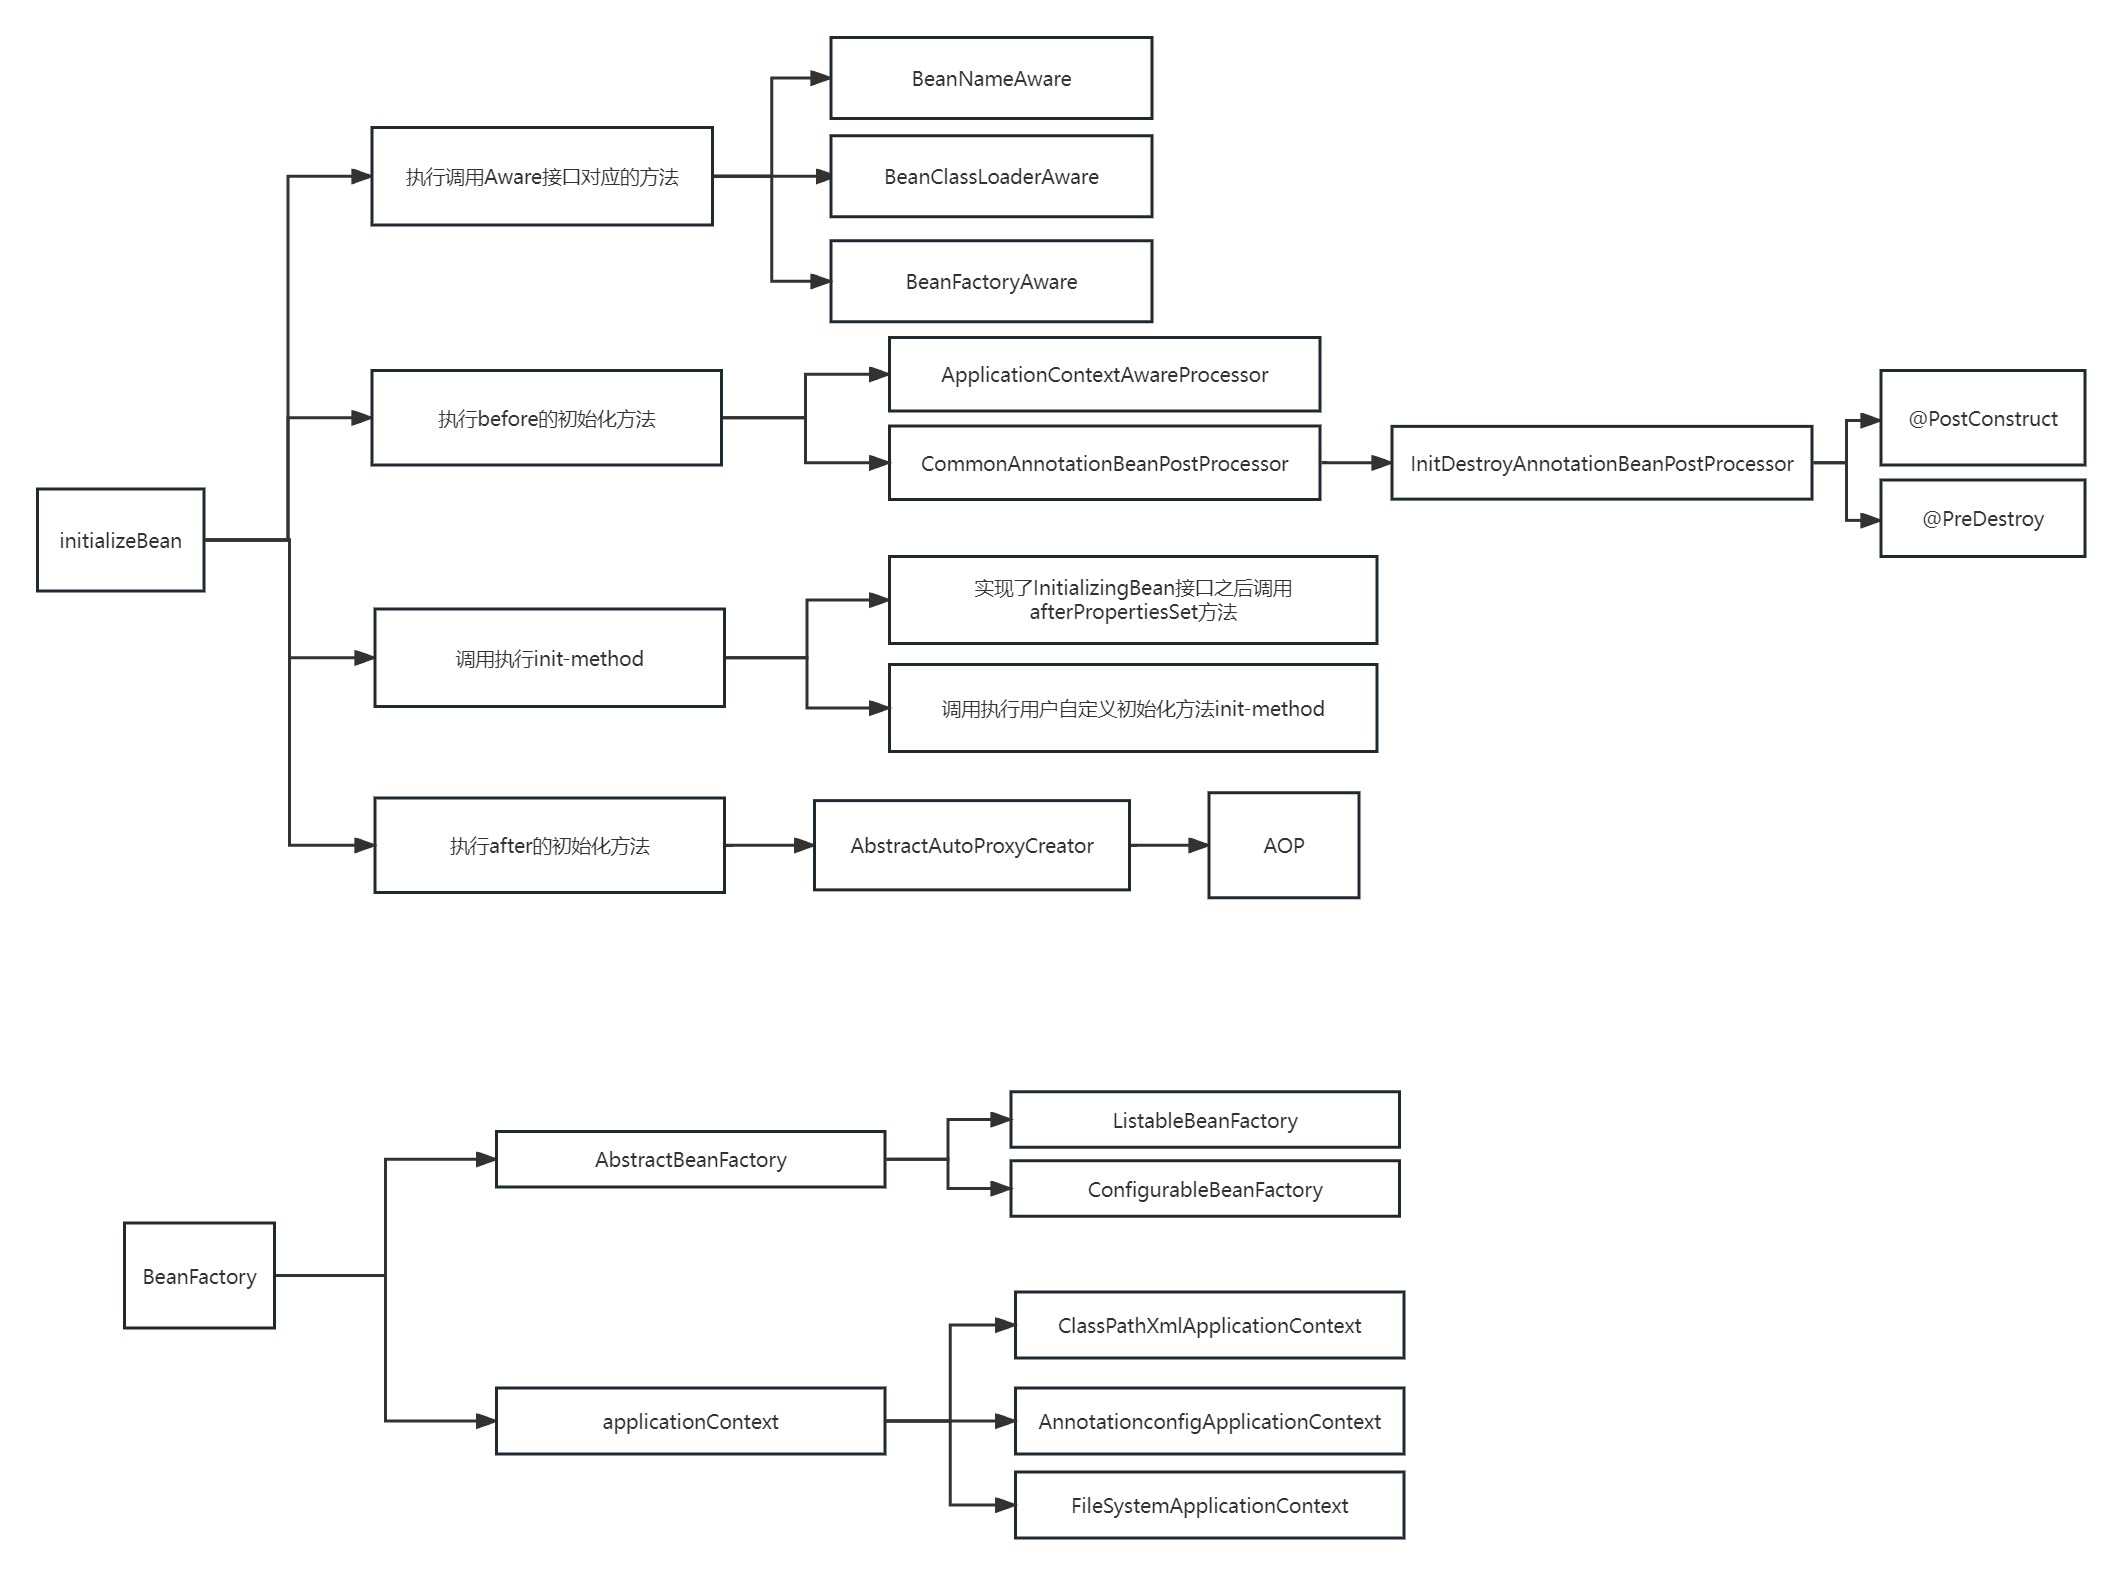 initializeBean
执行调用Aware接口对应的方法
BeanNameAware
BeanClassLoaderAware
BeanFactoryAware
执行before的初始化方法
ApplicationContextAwareProcessor
CommonAnnotationBeanPostProcessor
InitDestroyAnnotationBeanPostProcessor
@PostConstruct
@PreDestroy
调用执行init-method
实现了InitializingBean接口之后调用
afterPropertiesSet方法
调用执行用户自定义初始化方法init-method
执行after的初始化方法
AbstractAutoProxyCreator
AOP
BeanFactory
AbstractBeanFactory
ListableBeanFactory
ConfigurableBeanFactory
applicationContext
ClassPathXmlApplicationContext
AnnotationconfigApplicationContext
FileSystemApplicationContext